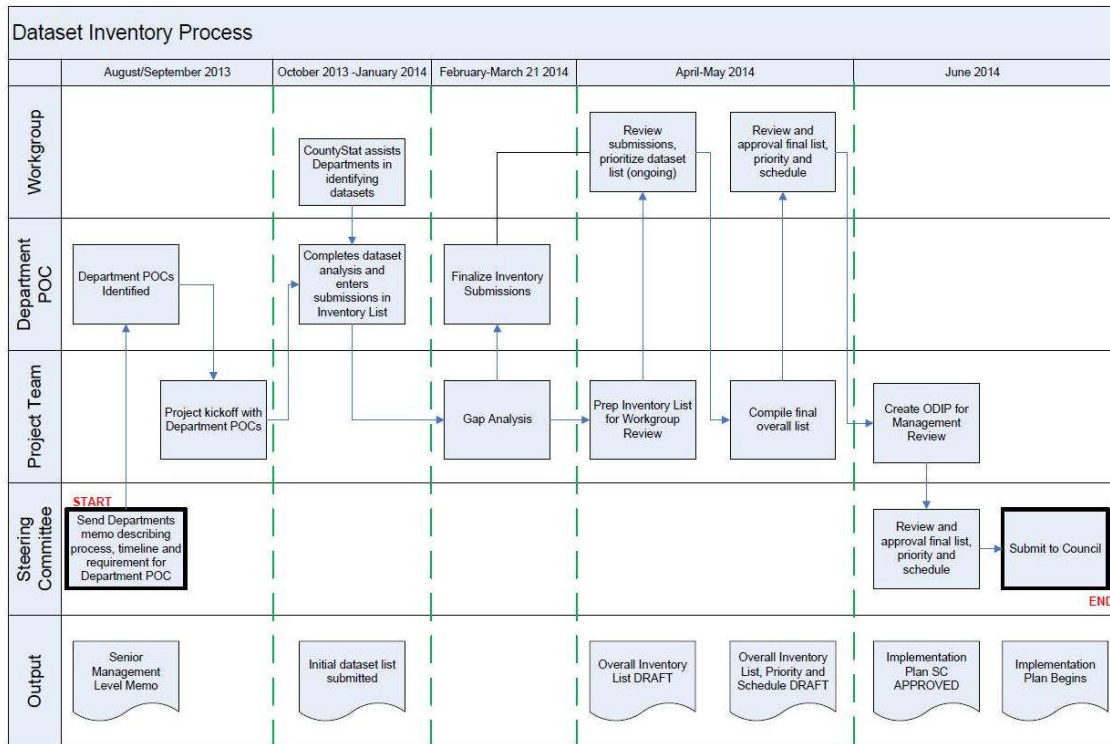 Dataset Inventory Process
August/September 2013
October 2013 -January 2014
February-March 21 2014
April-May 2014
June 2014
Workgroup
CountyStat assists
Departments in
identifying
datasets
Review
submissions,
prioritize dataset
list (ongoing)
Review and
approval final list,
priority and
schedule
Department
POC
Department POCs
Identified
Completes dataset
analysis and
enters
submissions in
Inventory List
Finalize Inventory
Submissions
Project Team
Project kickoff with
Department POCs
Gap Analysis
Prep Inventory List
for Workgroup
Review
Compile final
overall list
Create ODIP for
Management
Review
Steering
Committee
START
Send Departments
memo describing
process, timeline and
requirement for
Department POC
Review and
approval final list,
priority and
schedule
Submit to Council
END
Output
Senior
Management
Level Memo
Initial dataset list
submitted
Overall Inventory
List DRAFT
Overall Inventory
List, Priority and
Schedule DRAFT
Implementation
Plan SC
APPROVED
Implementation
Plan Begins